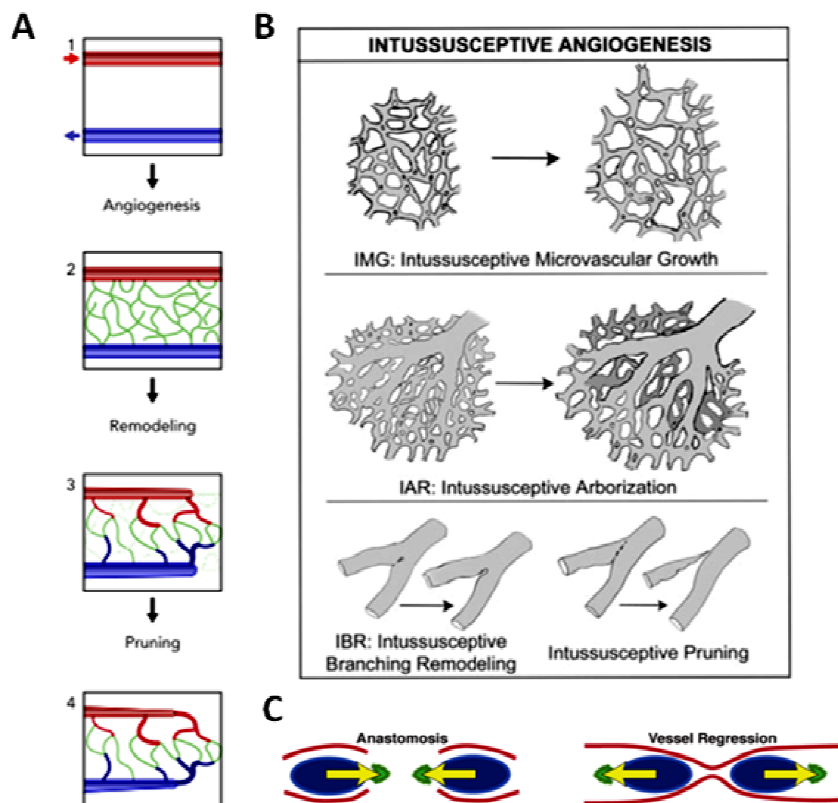 A
1
Angiogenesis
2
Remodeling
3
Pruning
4
B
INTUSSUSCEPTIVE ANGIOGENESIS
IMG: Intussusceptive Microvascular Growth
IAR: Intussusceptive Arborization
IBR: Intussusceptive
Branching Remodeling
Intussusceptive Pruning
C
Anastomosis
Vessel Regression